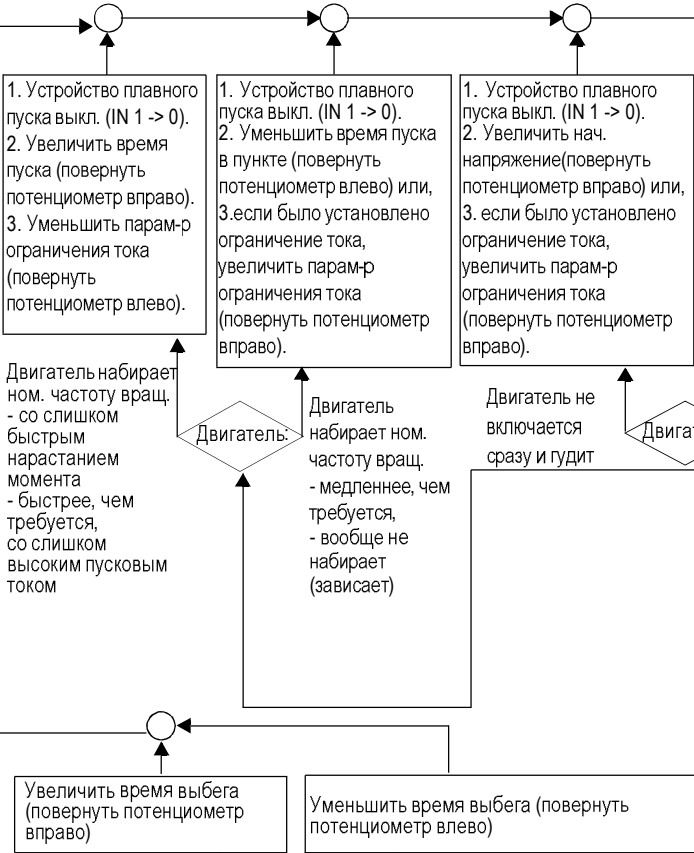 1. Устройство плавного
пуска выкл. (IN 1 -> 0).
2. Увеличить время
пуска (повернуть
потенциометр вправо).
3. Уменьшить парам-р
ограничения тока
(повернуть
потенциометр влево).
1. Устройство плавного
пуска выкл. (IN 1 -> 0).
2. Уменьшить время пуска
в пункте (повернуть
потенциометр влево) или,
3.если было установлено
ограничение тока,
увеличить парам-р
ограничения тока
(повернуть потенциометр
вправо).
1. Устройство плавного
пуска выкл. (IN 1 -> 0).
2. Увеличить нач.
напряжение(повернуть
потенциометр вправо) или,
3. если было установлено
ограничение тока,
увеличить парам-р
ограничения тока
(повернуть потенциометр
вправо).
Двигатель набирает
ном. частоту вращ.
- со слишком
быстрым
нарастанием
момента
- быстрее, чем
требуется,
со слишком
высоким пусковым
током
Двигатель:
Двигатель
набирает ном.
частоту вращ.
- медленнее, чем
требуется,
- вообще не
набирает
(зависает)
Двигатель не
включается
сразу и гудит
Двигат
Увеличить время выбега
(повернуть потенциометр
вправо)
Уменьшить время выбега (повернуть
потенциометр влево)